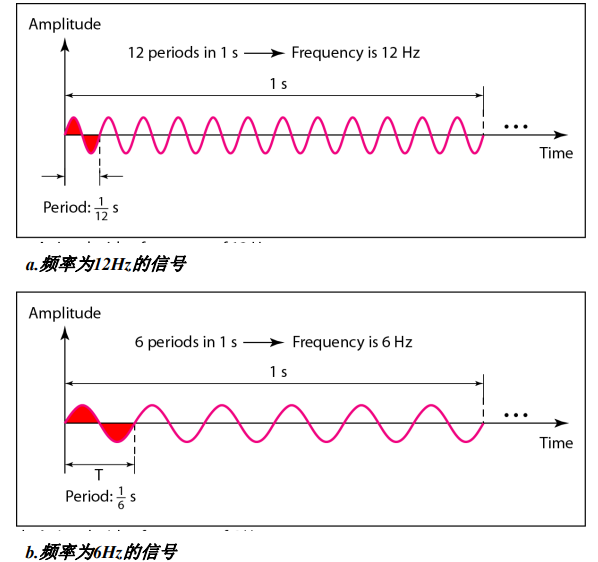 Amplitude
12 periods in 1 s → Frequency is 12 Hz
1 s
...
Time
Period: 1/12 s
a.频率为12Hz的信号
Amplitude
6 periods in 1 s → Frequency is 6 Hz
1 s
...
Time
T
Period: 1/6 s
b.频率为6Hz的信号